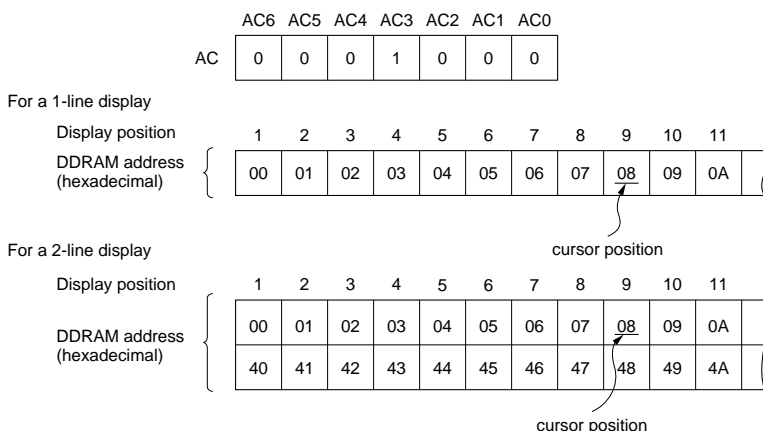 AC6 AC5 AC4 AC3 AC2 AC1 AC0
AC 0 0 0 1 0 0 0
For a 1-line display
Display position 1 2 3 4 5 6 7 8 9 10 11
DDRAM address
(hexadecimal)
00 01 02 03 04 05 06 07 08 09 0A
cursor position
For a 2-line display
Display position 1 2 3 4 5 6 7 8 9 10 11
DDRAM address
(hexadecimal)
00 01 02 03 04 05 06 07 08 09 0A
40 41 42 43 44 45 46 47 48 49 4A
cursor position